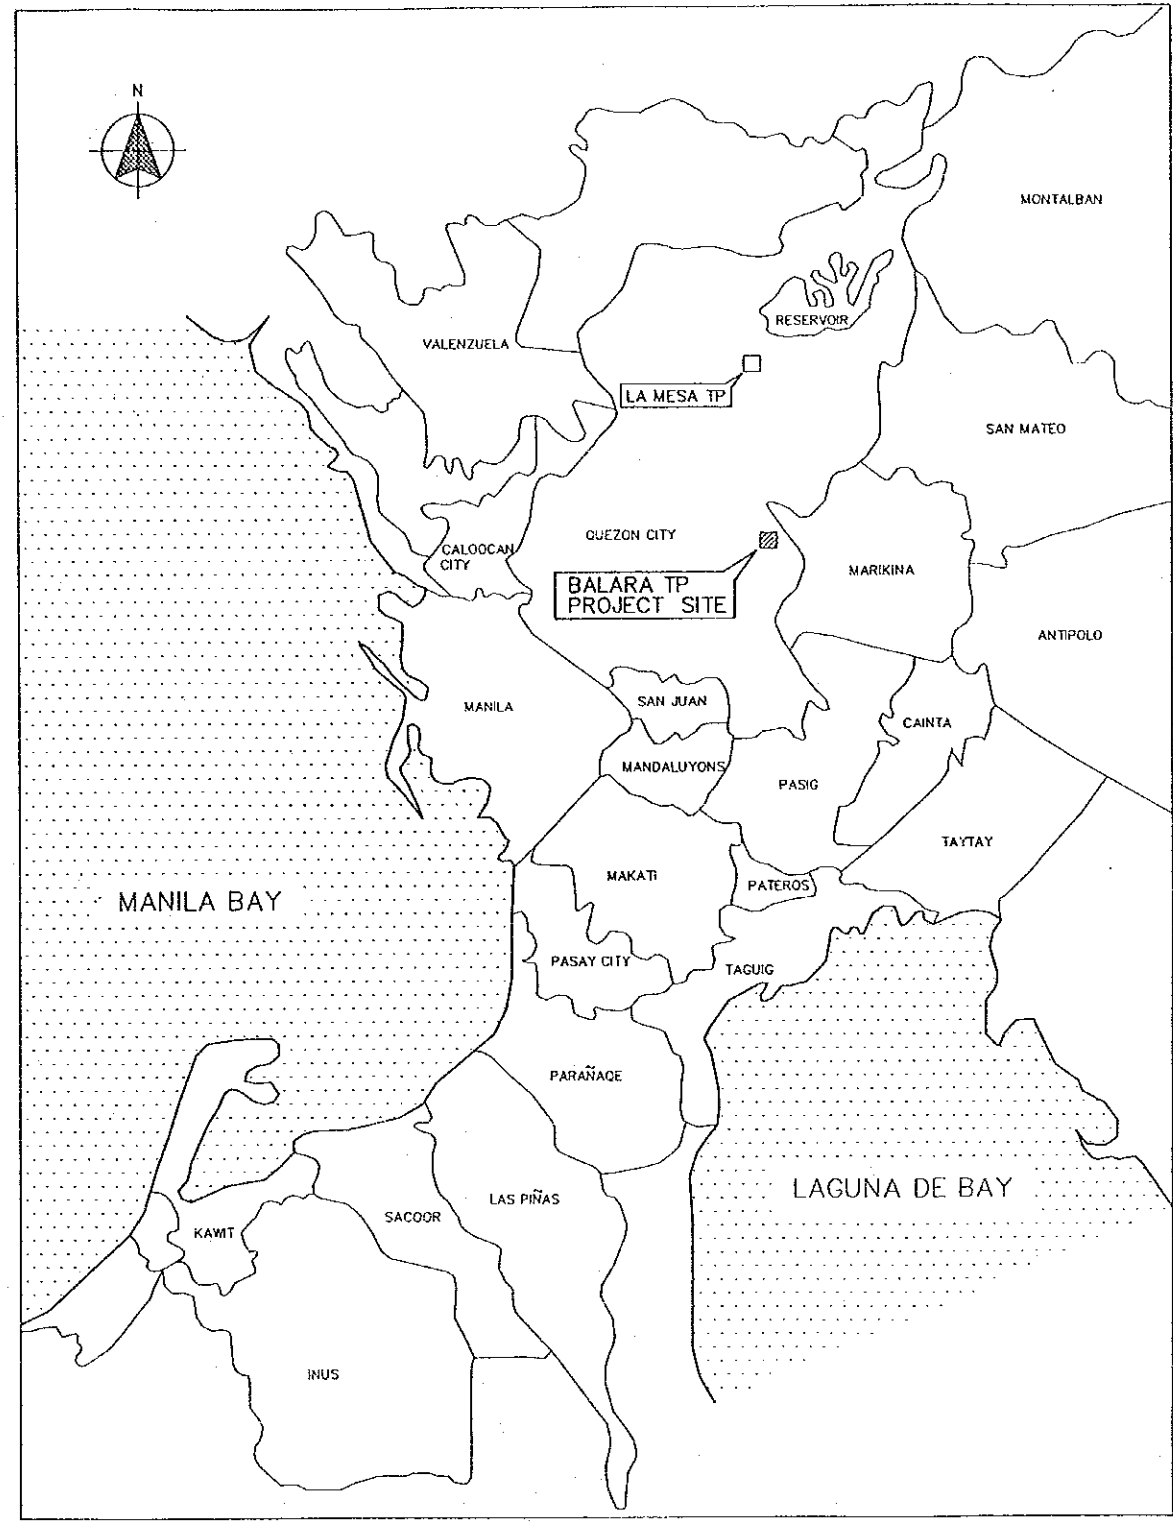 N
MONTALBAN
RESERVOIR
VALENZUELA
LA MESA TP
SAN MATEO
QUEZON CITY
CALOOCAN
CITY
MARIKINA
BALARA TP
PROJECT SITE
ANTIPOLO
SAN JUAN
MANILA
CAINTA
MANDALUYONS
PASIG
TAYTAY
MAKATI
PATEROS
MANILA BAY
PASAY CITY
TAGUIG
PARAÑAQE
LAGUNA DE BAY
LAS PIÑAS
SACOOR
KAWIT
INUS